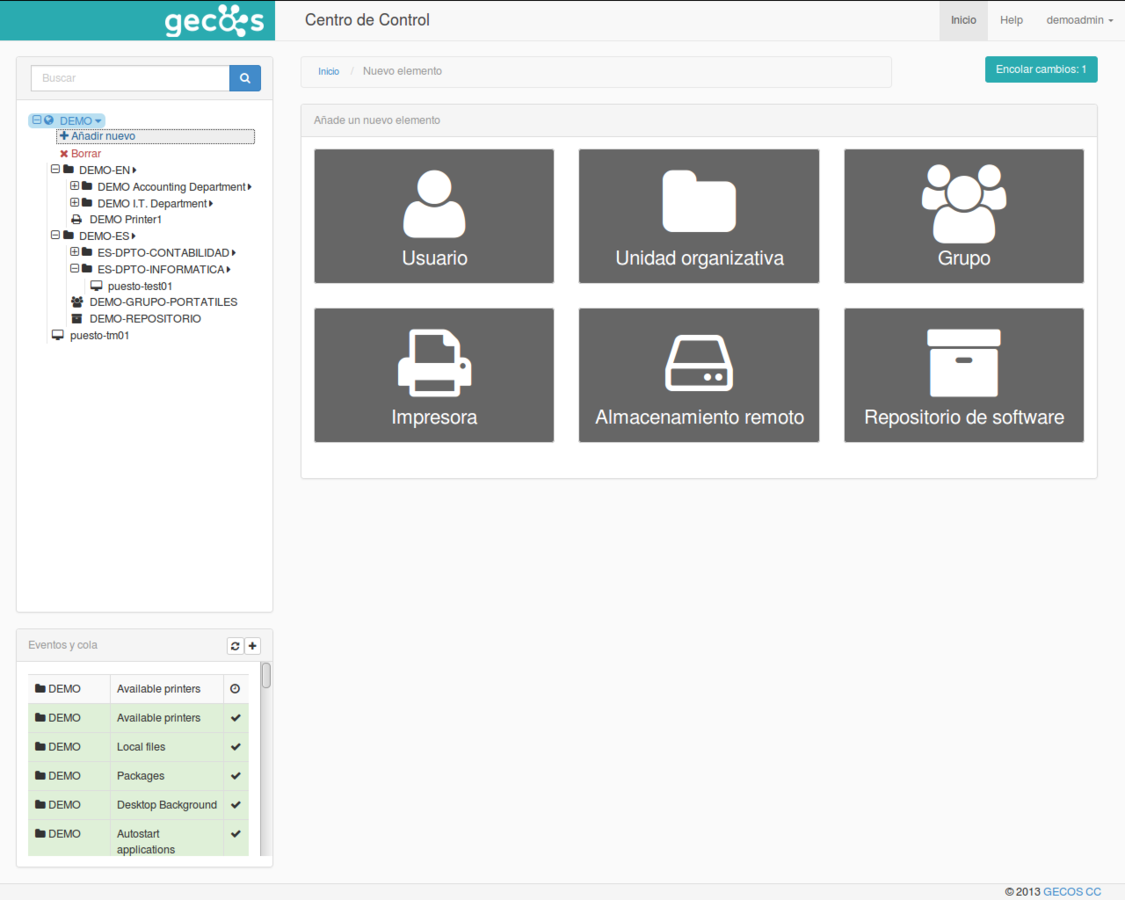 gecos
Centro de Control
Inicio
Help
demoadmin
Buscar
Inicio / Nuevo elemento
Encolar cambios: 1
DEMO
Añadir nuevo
Borrar
DEMO-EN
DEMO Accounting Department
DEMO I.T. Department
DEMO Printer1
DEMO-ES
ES-DPTO-CONTABILIDAD
ES-DPTO-INFORMATICA
puesto-test01
DEMO-GRUPO-PORTATILES
DEMO-REPOSITORIO
puesto-tm01
Añade un nuevo elemento
Usuario
Unidad organizativa
Grupo
Impresora
Almacenamiento remoto
Repositorio de software
Eventos y cola
DEMO Available printers
DEMO Available printers
DEMO Local files
DEMO Packages
DEMO Desktop Background
DEMO Autostart
applications
© 2013 GECOS CC